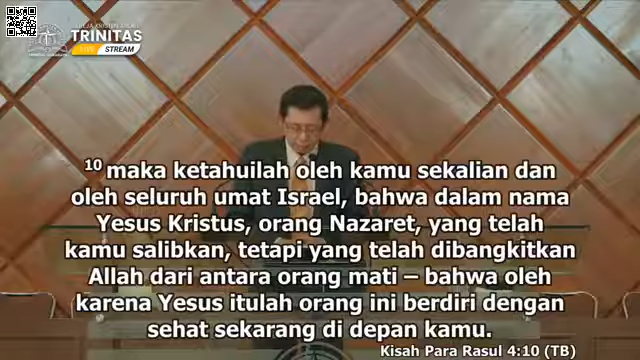 TRINITAS
LIVE STREAM
10 maka ketahuilah oleh kamu sekalian dan
oleh seluruh umat Israel, bahwa dalam nama
Yesus Kristus, orang Nazaret, yang telah
kamu salibkan, tetapi yang telah dibangkitkan
Allah dari antara orang mati – bahwa oleh
karena Yesus itulah orang ini berdiri dengan
sehat sekarang di depan kamu.
Kisah Para Rasul 4:10 (TB)